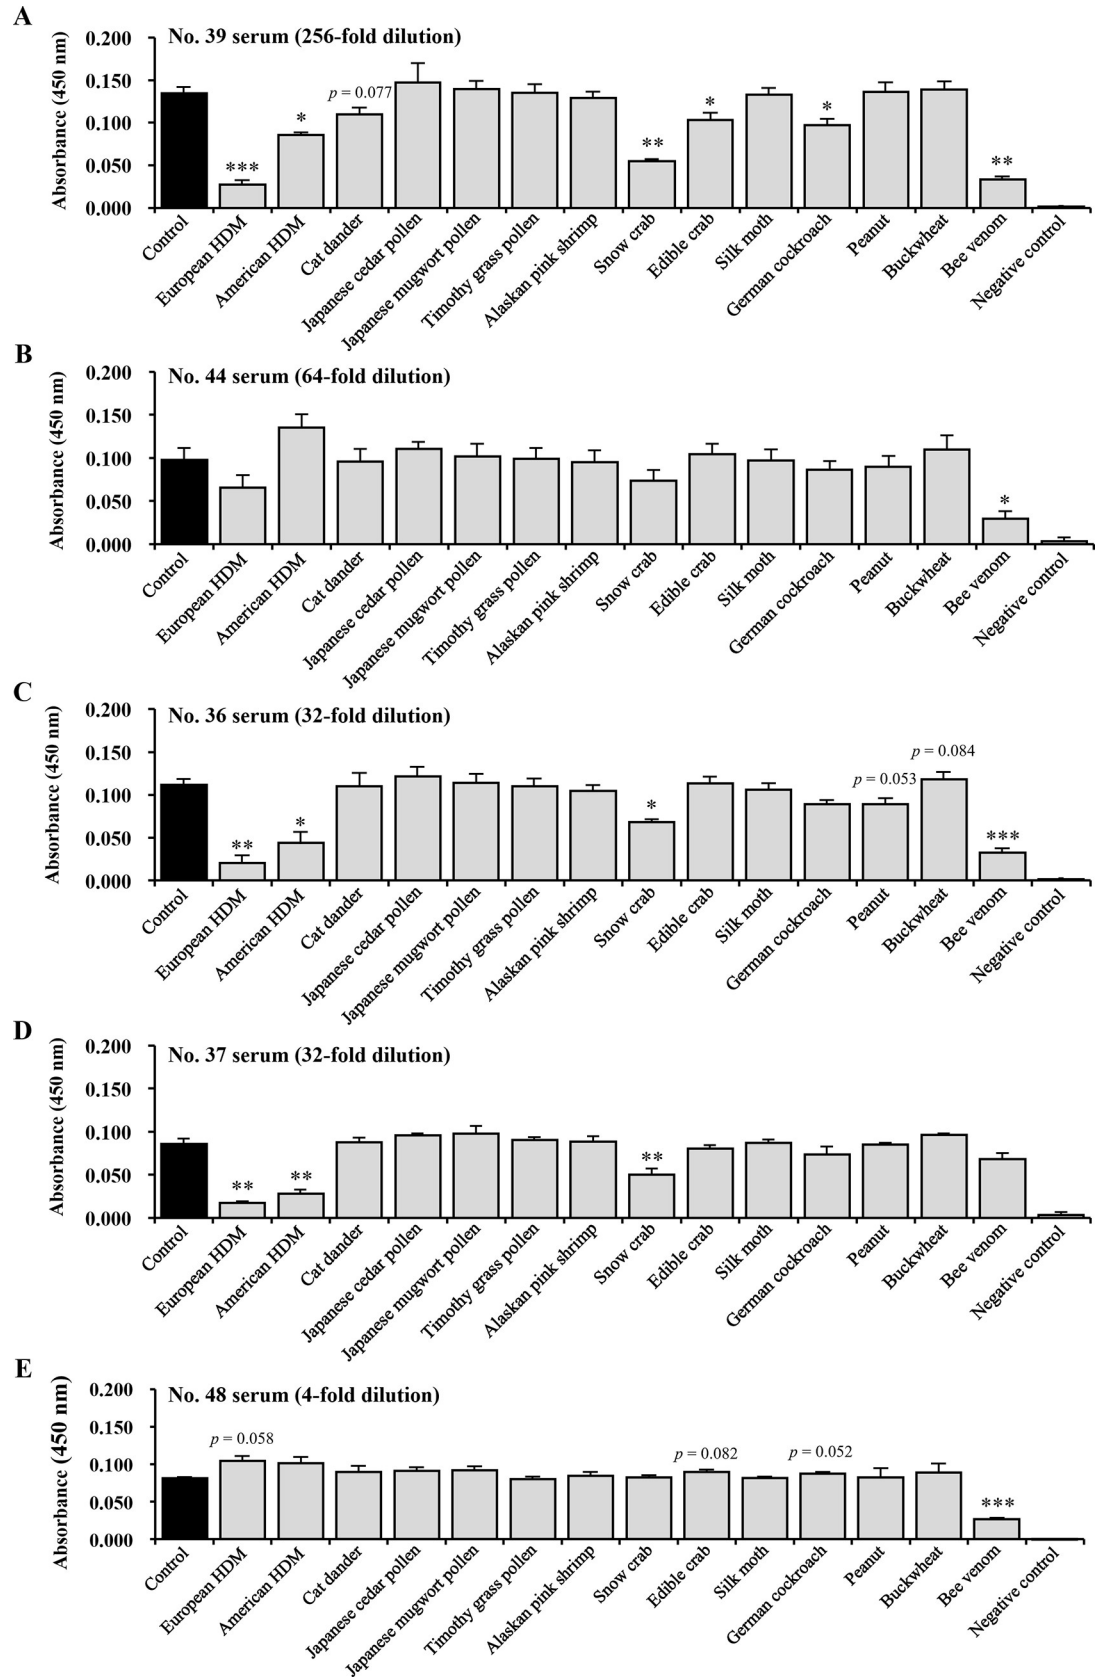 A
No. 39 serum (256-fold dilution)
Absorbance (450 nm)
0.200
0.150
0.100
0.050
0.000
***
*
p = 0.077
**
*
*
**
Control
European HDM
American HDM
Cat dander
Japanese cedar pollen
Japanese mugwort pollen
Timothy grass pollen
Alaskan pink shrimp
Snow crab
Edible crab
Silk moth
German cockroach
Peanut
Buckwheat
Bee venom
Negative control
B
No. 44 serum (64-fold dilution)
Absorbance (450 nm)
0.200
0.150
0.100
0.050
0.000
*
Control
European HDM
American HDM
Cat dander
Japanese cedar pollen
Japanese mugwort pollen
Timothy grass pollen
Alaskan pink shrimp
Snow crab
Edible crab
Silk moth
German cockroach
Peanut
Buckwheat
Bee venom
Negative control
C
No. 36 serum (32-fold dilution)
Absorbance (450 nm)
0.200
0.150
0.100
0.050
0.000
**
*
*
p = 0.053
p = 0.084
***
Control
European HDM
American HDM
Cat dander
Japanese cedar pollen
Japanese mugwort pollen
Timothy grass pollen
Alaskan pink shrimp
Snow crab
Edible crab
Silk moth
German cockroach
Peanut
Buckwheat
Bee venom
Negative control
D
No. 37 serum (32-fold dilution)
Absorbance (450 nm)
0.200
0.150
0.100
0.050
0.000
**
**
**
Control
European HDM
American HDM
Cat dander
Japanese cedar pollen
Japanese mugwort pollen
Timothy grass pollen
Alaskan pink shrimp
Snow crab
Edible crab
Silk moth
German cockroach
Peanut
Buckwheat
Bee venom
Negative control
E
No. 48 serum (4-fold dilution)
Absorbance (450 nm)
0.200
0.150
0.100
0.050
0.000
p = 0.058
p = 0.082
p = 0.052
***
Control
European HDM
American HDM
Cat dander
Japanese cedar pollen
Japanese mugwort pollen
Timothy grass pollen
Alaskan pink shrimp
Snow crab
Edible crab
Silk moth
German cockroach
Peanut
Buckwheat
Bee venom
Negative control